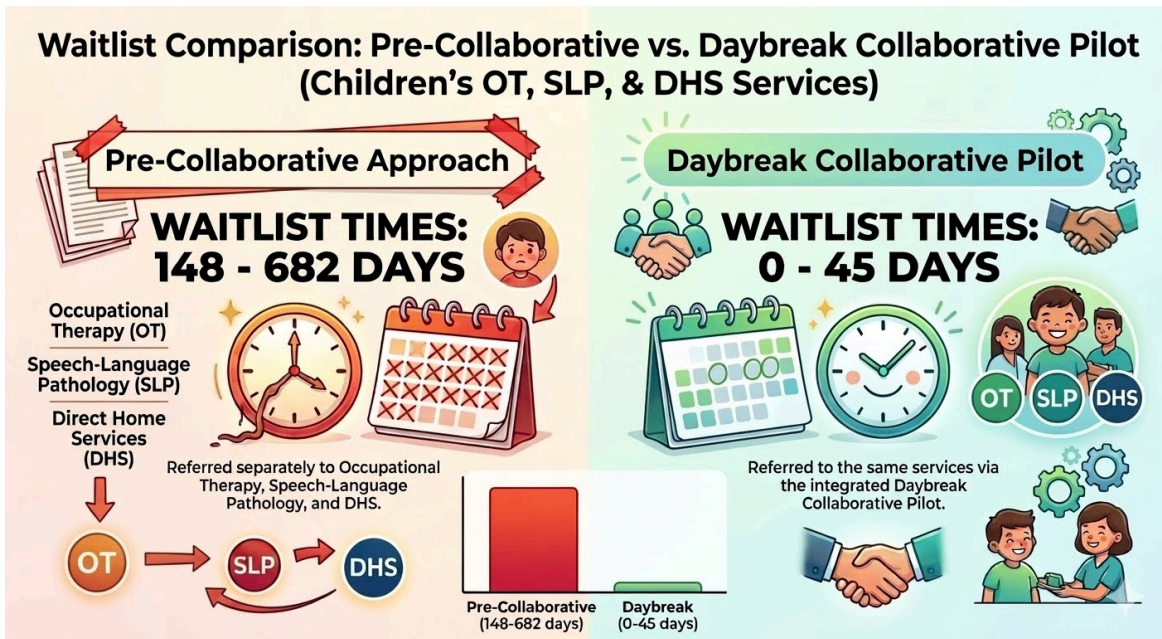 Waitlist Comparison: Pre-Collaborative vs. Daybreak Collaborative Pilot
(Children's OT, SLP, & DHS Services)
Pre-Collaborative Approach
WAITLIST TIMES:
148 - 682 DAYS
Occupational
Therapy (OT)
Speech-Language
Pathology (SLP)
Direct Home
Services
(DHS)
Referred separately to Occupational
Therapy, Speech-Language
Pathology, and DHS.
OT
SLP
DHS
Pre-Collaborative
(148-682 days)
Daybreak
(0-45 days)
Daybreak Collaborative Pilot
WAITLIST TIMES:
0 - 45 DAYS
OT
SLP
DHS
Referred to the same services via
the integrated Daybreak
Collaborative Pilot.